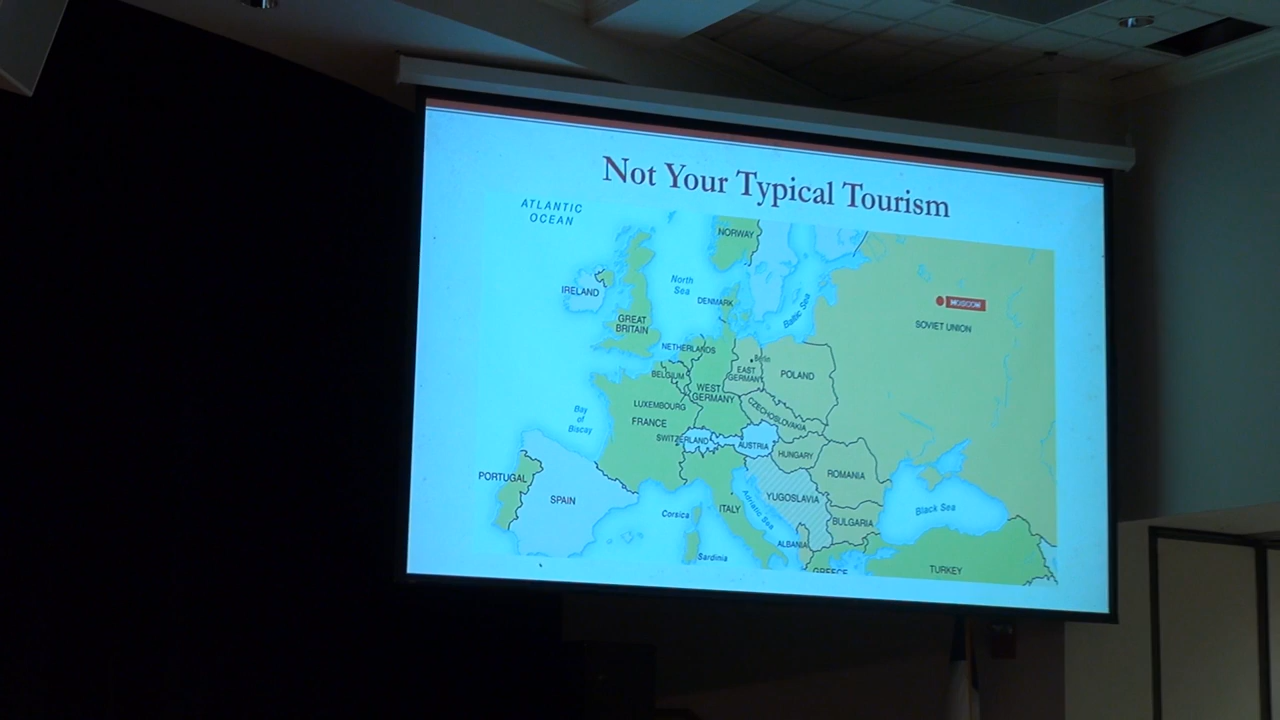 Not Your Typical Tourism
ATLANTIC
OCEAN
NORWAY
North
Sea
IRELAND
DENMARK
Baltic Sea
MOSCOW
SOVIET UNION
GREAT
BRITAIN
NETHERLANDS
Berlin
BELGIUM
EAST
GERMANY
POLAND
WEST
GERMANY
LUXEMBOURG
CZECHOSLOVAKIA
Bay
of
Biscay
FRANCE
SWITZERLAND
AUSTRIA
HUNGARY
ROMANIA
PORTUGAL
SPAIN
YUGOSLAVIA
Corsica
ITALY
Adriatic Sea
Black Sea
BULGARIA
ALBANIA
Sardinia
GREECE
TURKEY